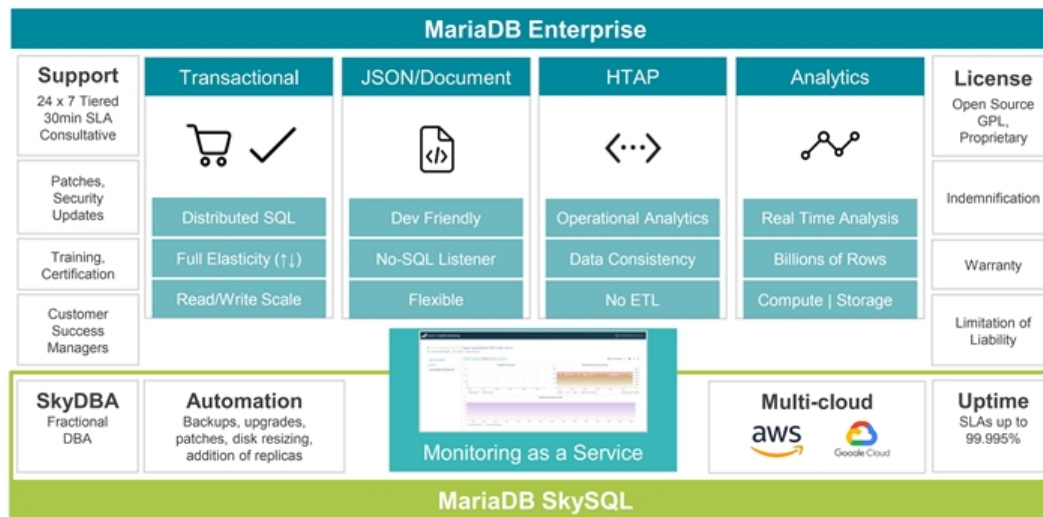 MariaDB Enterprise
Support
24 x 7 Tiered
30min SLA
Consultative
Patches,
Security
Updates
Training,
Certification
Customer
Success
Managers
Transactional
Distributed SQL
Full Elasticity (↑↓)
Read/Write Scale
JSON/Document
</>
Dev Friendly
No-SQL Listener
Flexible
HTAP
Operational Analytics
Data Consistency
No ETL
Analytics
Real Time Analysis
Billions of Rows
Compute | Storage
License
Open Source
GPL,
Proprietary
Indemnification
Warranty
Limitation of
Liability
SkyDBA
Fractional
DBA
Automation
Backups, upgrades,
patches, disk resizing,
addition of replicas
Monitoring as a Service
Multi-cloud
aws
Google Cloud
Uptime
SLAs up to
99.995%
MariaDB SkySQL